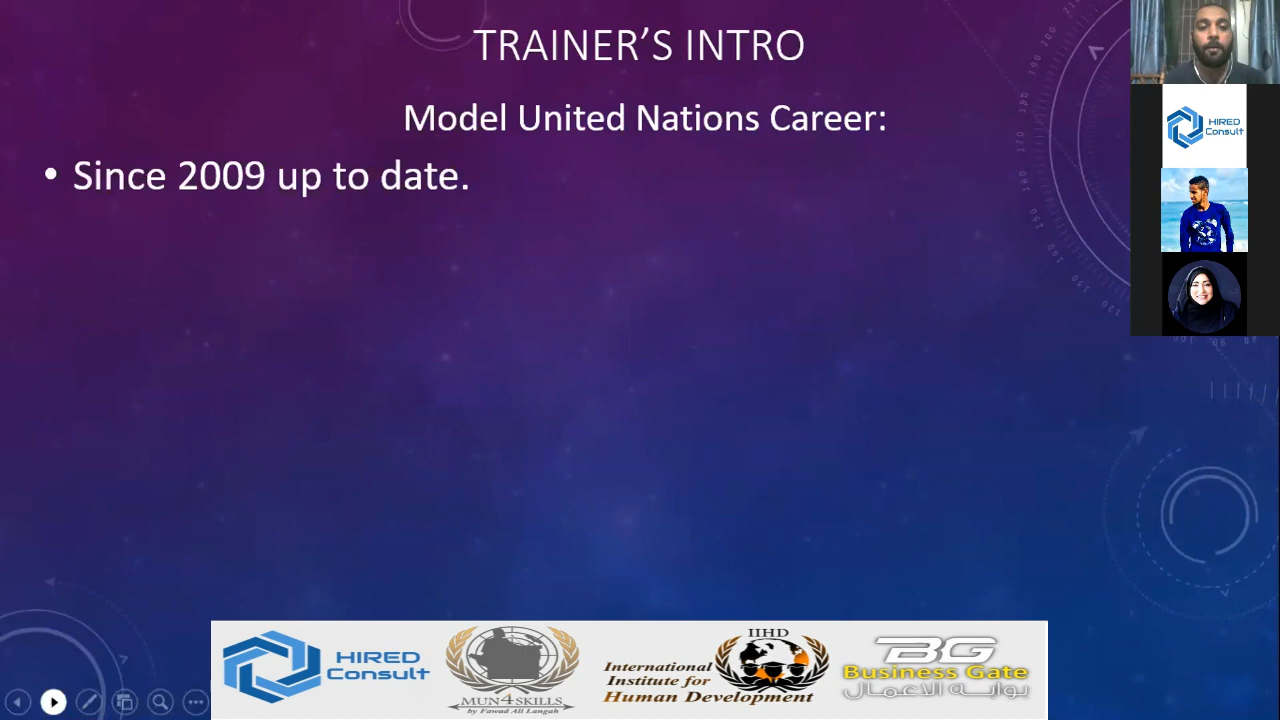 TRAINER'S INTRO
Model United Nations Career:
• Since 2009 up to date.
HIRED
Consult
HIRED
Consult
MUN4SKILLS
by Fawad Ali Langah
IIHD
International
Institute for
Human Development
BG
Business Gate
بوابة الاعمال
120